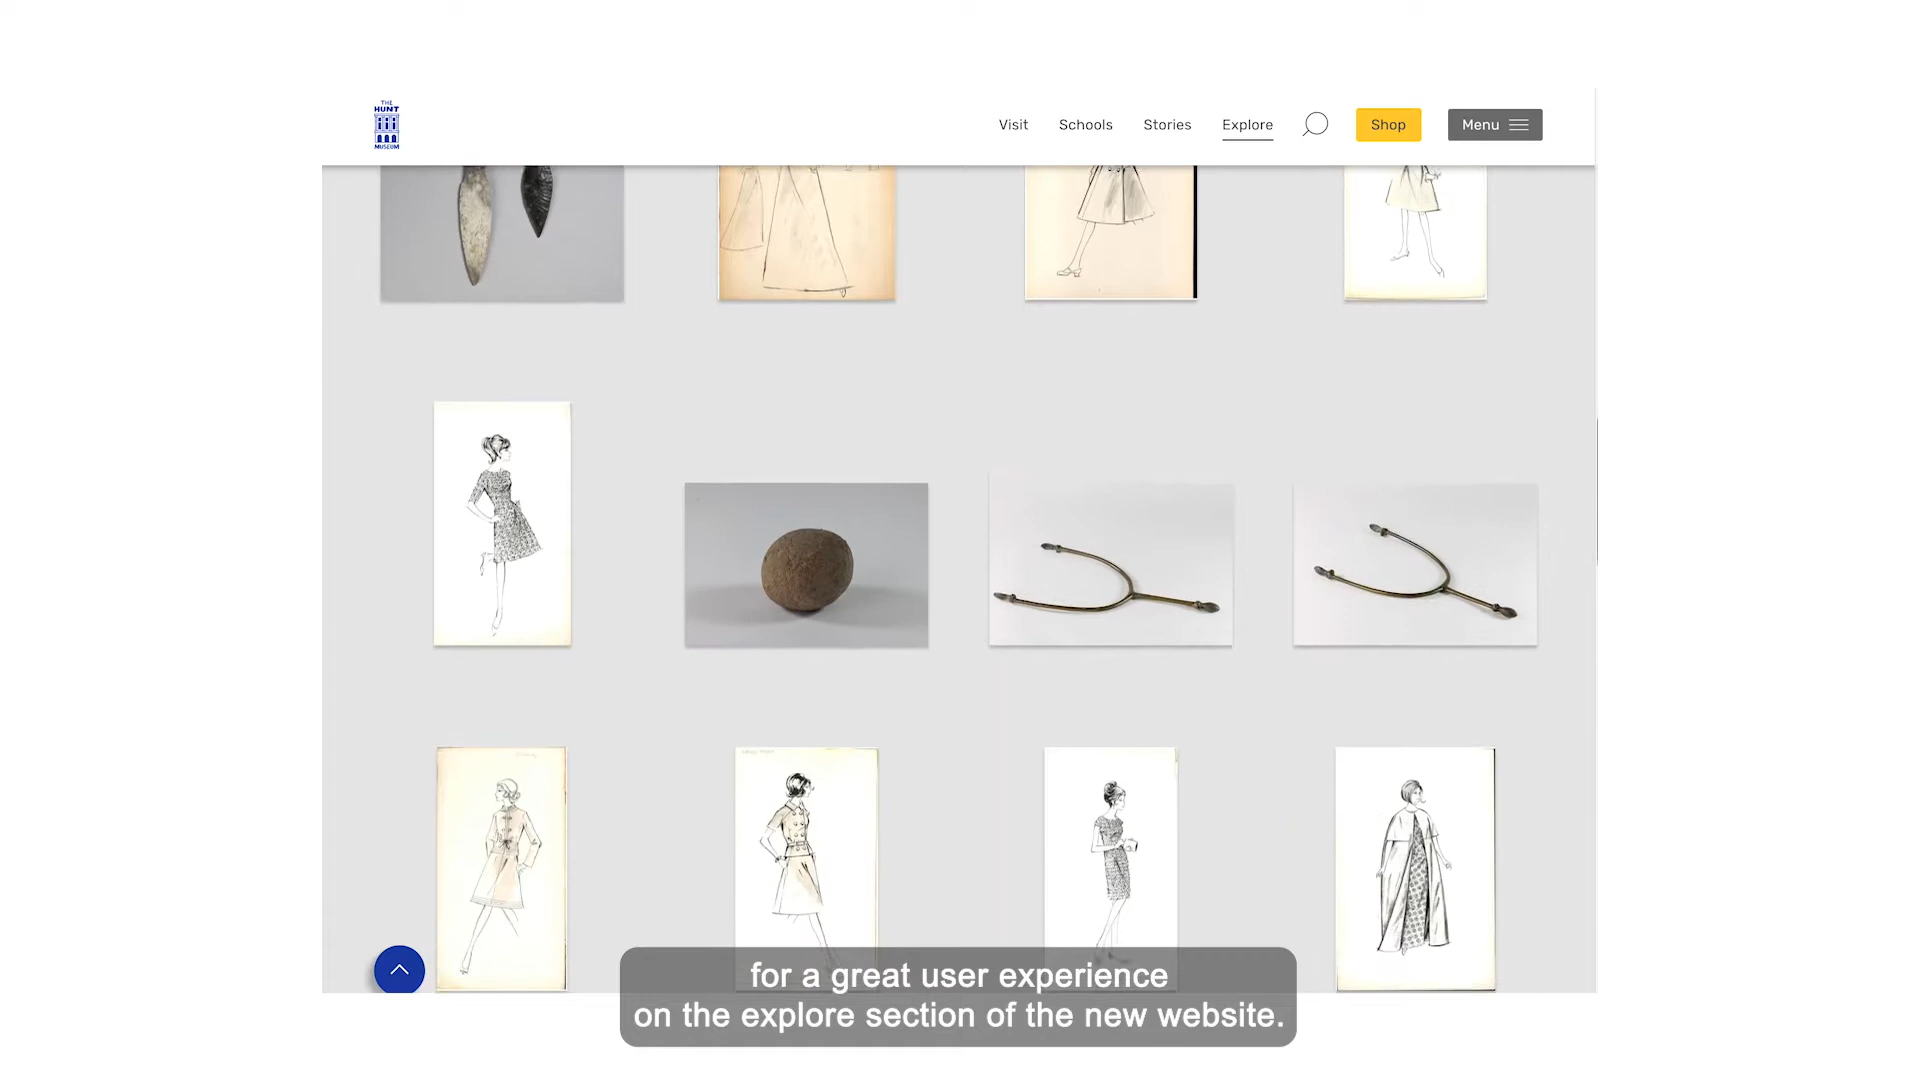 THE
HUNT
MUSEUM
Visit Schools Stories Explore Shop Menu
for a great user experience
on the explore section of the new website.